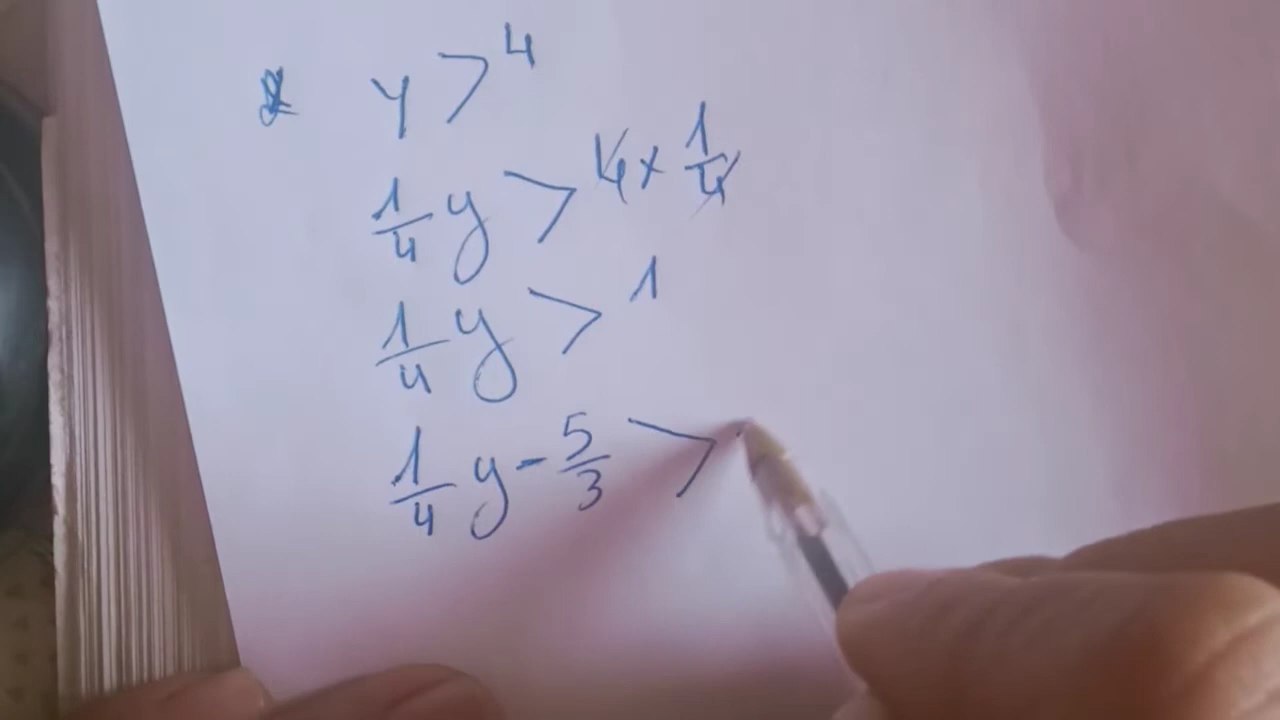 y > 4
1/4 y > 4 × 1/4
1/4 y > 1
1/4 y - 5/3 >